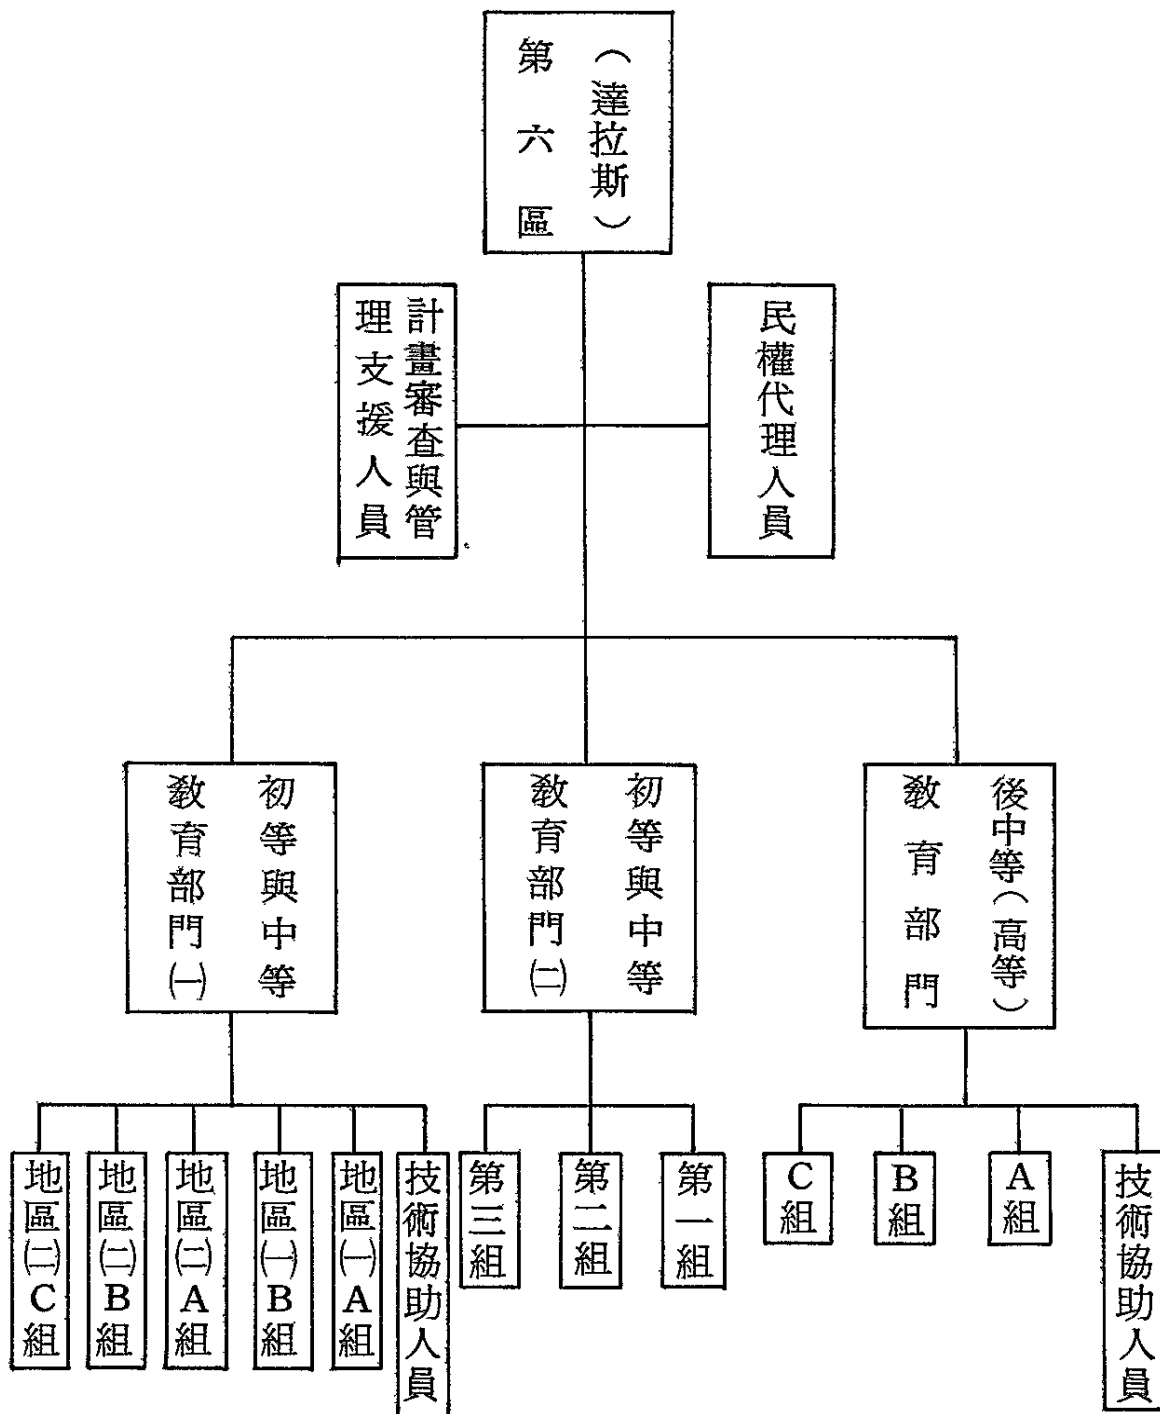 （達拉斯）
第六區
民權代理人員
計畫審查與管
理支援人員
後中等（高等）
敎育部門
初等與中等
敎育部門㈡
初等與中等
敎育部門㈠
技術協助人員
A組
B組
C組
第一組
第二組
第三組
技術協助人員
地區㈠A組
地區㈠B組
地區㈡A組
地區㈡B組
地區㈡C組